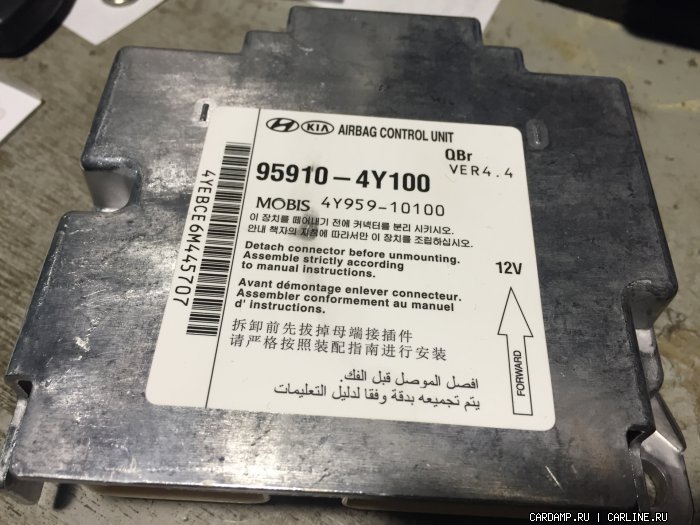 HYUNDAI KIA AIRBAG CONTROL UNIT
QBr
95910-4Y100
VER4.4
MOBIS 4Y959-10100
이 장치를 떼어내기 전에 커넥터를 분리 시키시오.
안내 책자의 지정에 따라서만 이 장치를 조립하십시오.
Detach connector before unmounting.
Assemble strictly according
to manual instructions.
12V
Avant démontage enlever connecteur.
Assembler conformement au manuel
d' instructions.
拆卸前先拔掉母端接插件
请严格按照装配指南进行安装
افصل الموصل قبل الفك.
يتم تجميعه بدقة وفقا لدليل التعليمات
FORWARD
4YEBCE6M445707
CARDAMP.RU | CARLINE.RU